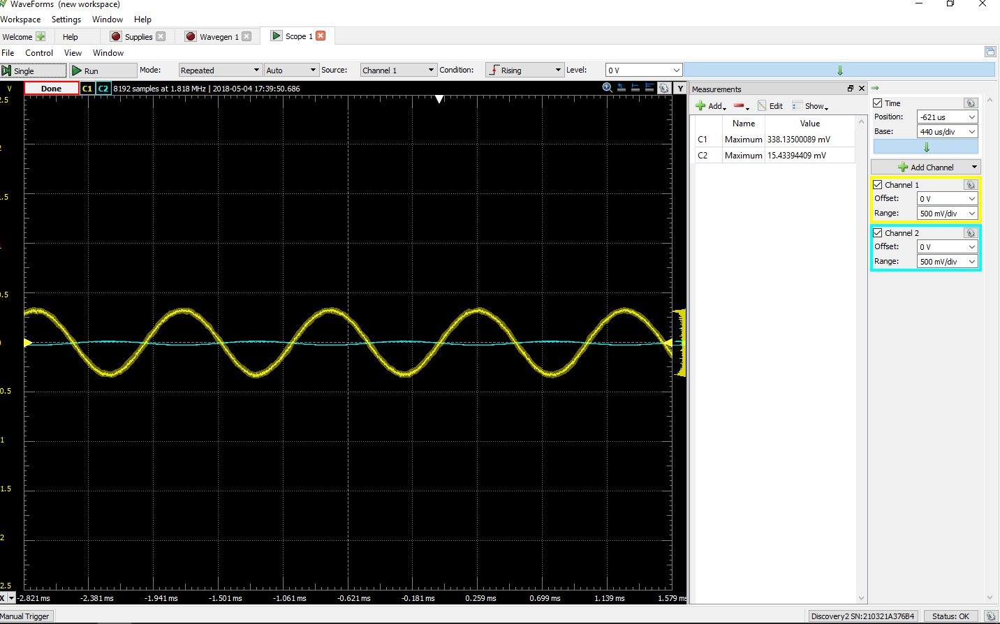 WaveForms (new workspace)
Workspace Settings Window Help
Welcome Help Supplies Wavegen 1 Scope 1
File Control View Window
Single Run Mode: Repeated Auto Source: Channel 1 Condition: Rising Level: 0 V
V Done C1 C2 8192 samples at 1.818 MHz | 2018-05-04 17:39:50.686 Y
2.5
2
1.5
1
0.5
0
0.5
1
1.5
2
2.5
X -2.821 ms -2.381 ms -1.941 ms -1.501 ms -1.061 ms -0.621 ms -0.181 ms 0.259 ms 0.699 ms 1.139 ms 1.579 ms
Measurements
Add Edit Show
Name Value
C1 Maximum 338.13500089 mV
C2 Maximum 15.43394409 mV
Time
Position: -621 us
Base: 440 us/div
Add Channel
Channel 1
Offset: 0 V
Range: 500 mV/div
Channel 2
Offset: 0 V
Range: 500 mV/div
Manual Trigger Discovery2 SN:210321A376B4 Status: OK